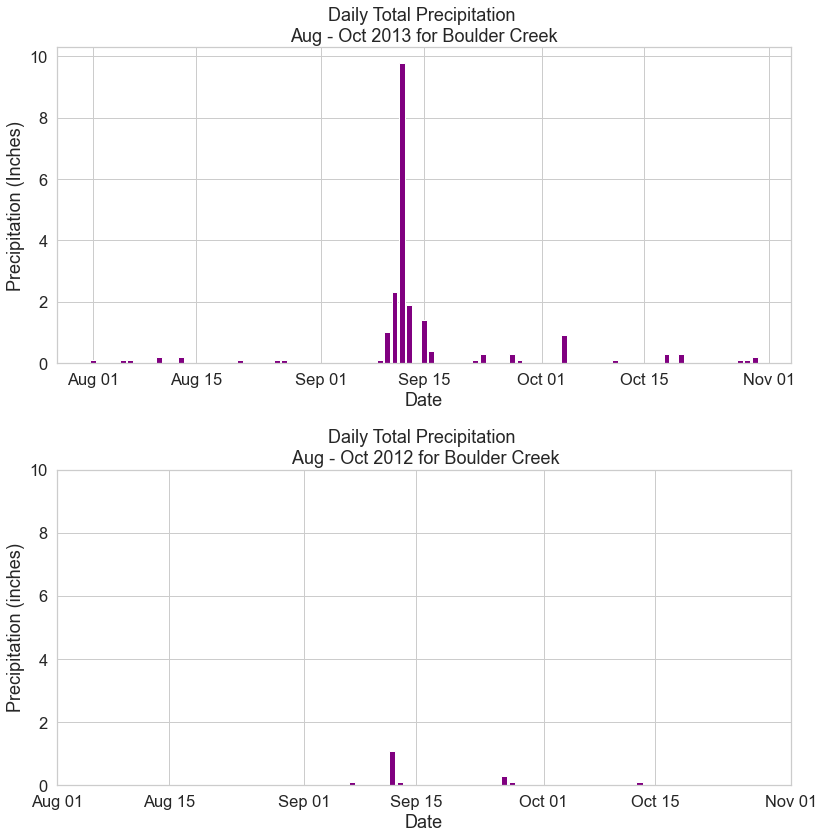 Daily Total Precipitation
Aug - Oct 2013 for Boulder Creek
10
8
6
4
2
0
Precipitation (Inches)
Aug 01 Aug 15 Sep 01 Sep 15 Oct 01 Oct 15 Nov 01
Date
Daily Total Precipitation
Aug - Oct 2012 for Boulder Creek
10
8
6
4
2
0
Precipitation (inches)
Aug 01 Aug 15 Sep 01 Sep 15 Oct 01 Oct 15 Nov 01
Date